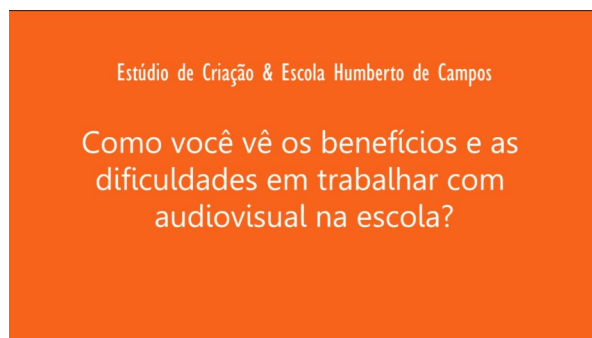 Estúdio de Criação & Escola Humberto de Campos
Como você vê os benefícios e as
dificuldades em trabalhar com
audiovisual na escola?